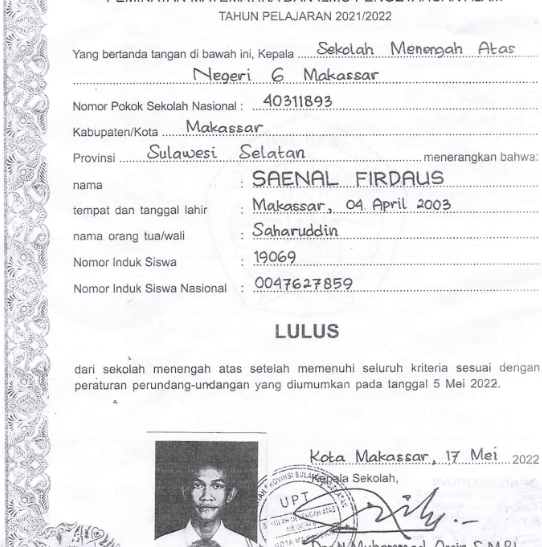 PEMINATAN MATEMATIKA DAN ILMU PENGETAHUAN ALAM
TAHUN PELAJARAN 2021/2022
Yang bertanda tangan di bawah ini, Kepala Sekolah Menengah Atas
Negeri 6 Makassar
Nomor Pokok Sekolah Nasional : 40311893
Kabupaten/Kota Makassar
Provinsi Sulawesi Selatan menerangkan bahwa:
nama : SAENAL FIRDAUS
tempat dan tanggal lahir : Makassar, 04 April 2003
nama orang tua/wali : Saharuddin
Nomor Induk Siswa : 19069
Nomor Induk Siswa Nasional : 0047627859
LULUS
dari sekolah menengah atas setelah memenuhi seluruh kriteria sesuai dengan
peraturan perundang-undangan yang diumumkan pada tanggal 5 Mei 2022.
Kota Makassar, 17 Mei 2022
Kepala Sekolah,
UPT
Muhammad